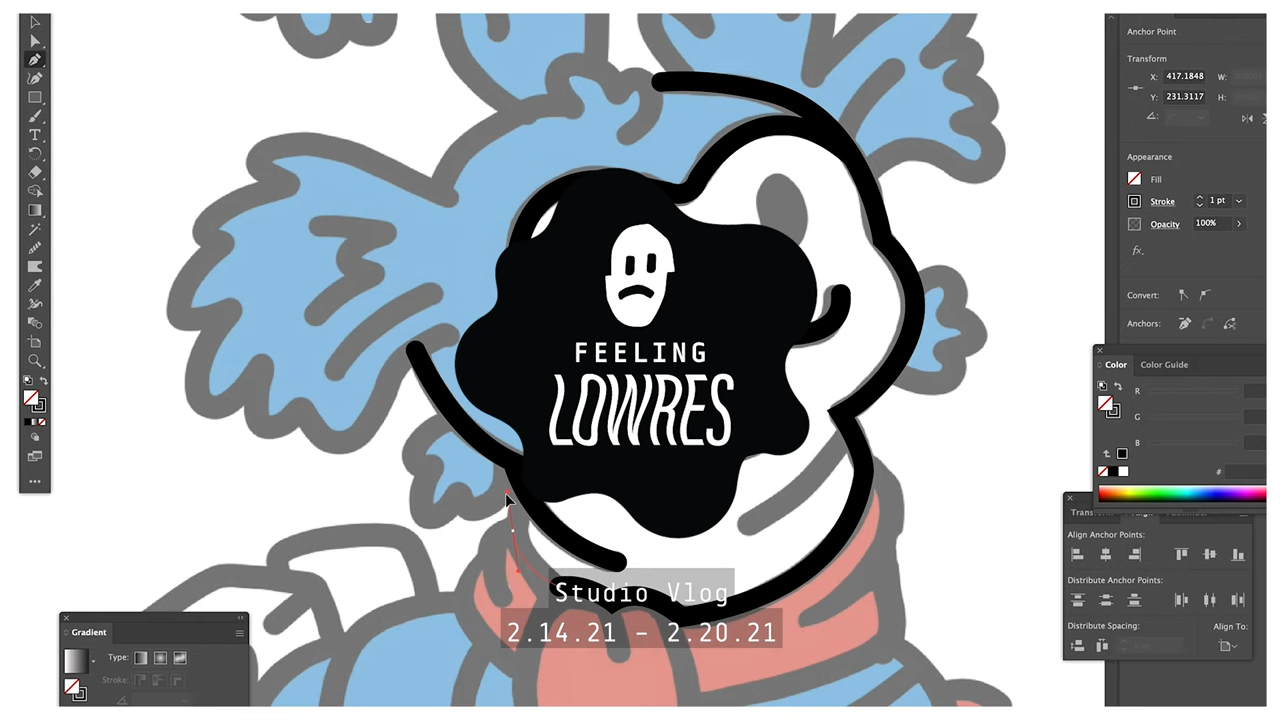 Anchor Point
Transform
X: 417.1848 W:
Y: 231.3117 H:
Appearance
Fill
Stroke 1 pt
Opacity 100%
fx.
Convert:
Anchors:
Color Color Guide
R
G
B
#
Align Anchor Points:
Distribute Anchor Points:
Distribute Spacing: Align To:
FEELING
LOWRES
Studio Vlog
2.14.21 – 2.20.21
Gradient
Type:
Stroke: